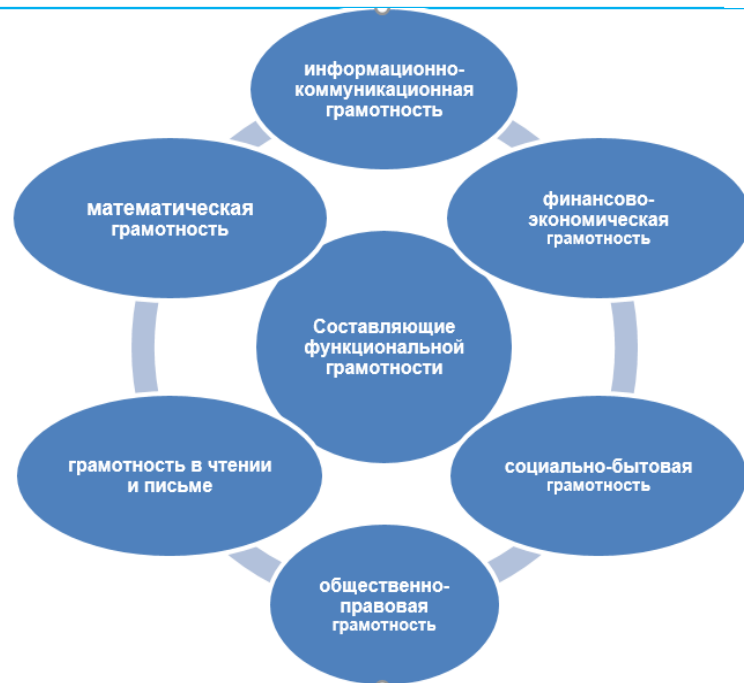 информационно-
коммуникационная
грамотность
математическая
грамотность
финансово-
экономическая
грамотность
Составляющие
функциональной
грамотности
грамотность в чтении
и письме
социально-бытовая
грамотность
общественно-
правовая
грамотность